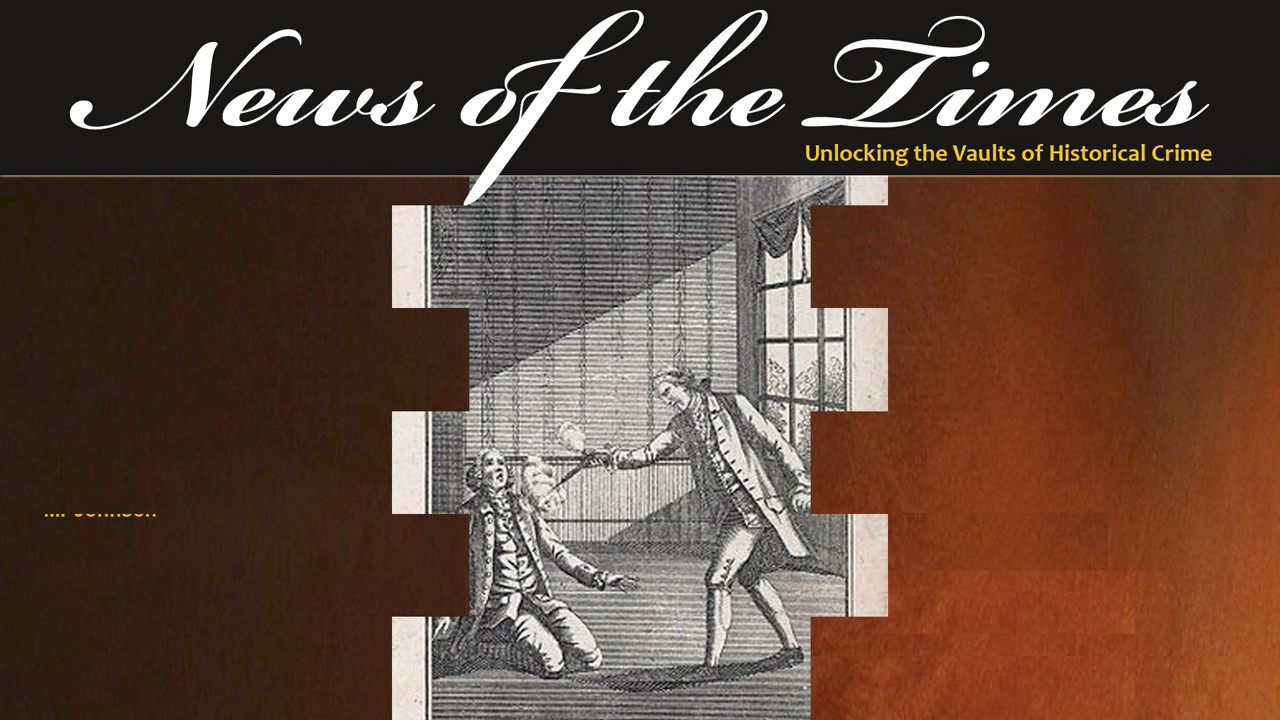 News of the Times
Unlocking the Vaults of Historical Crime